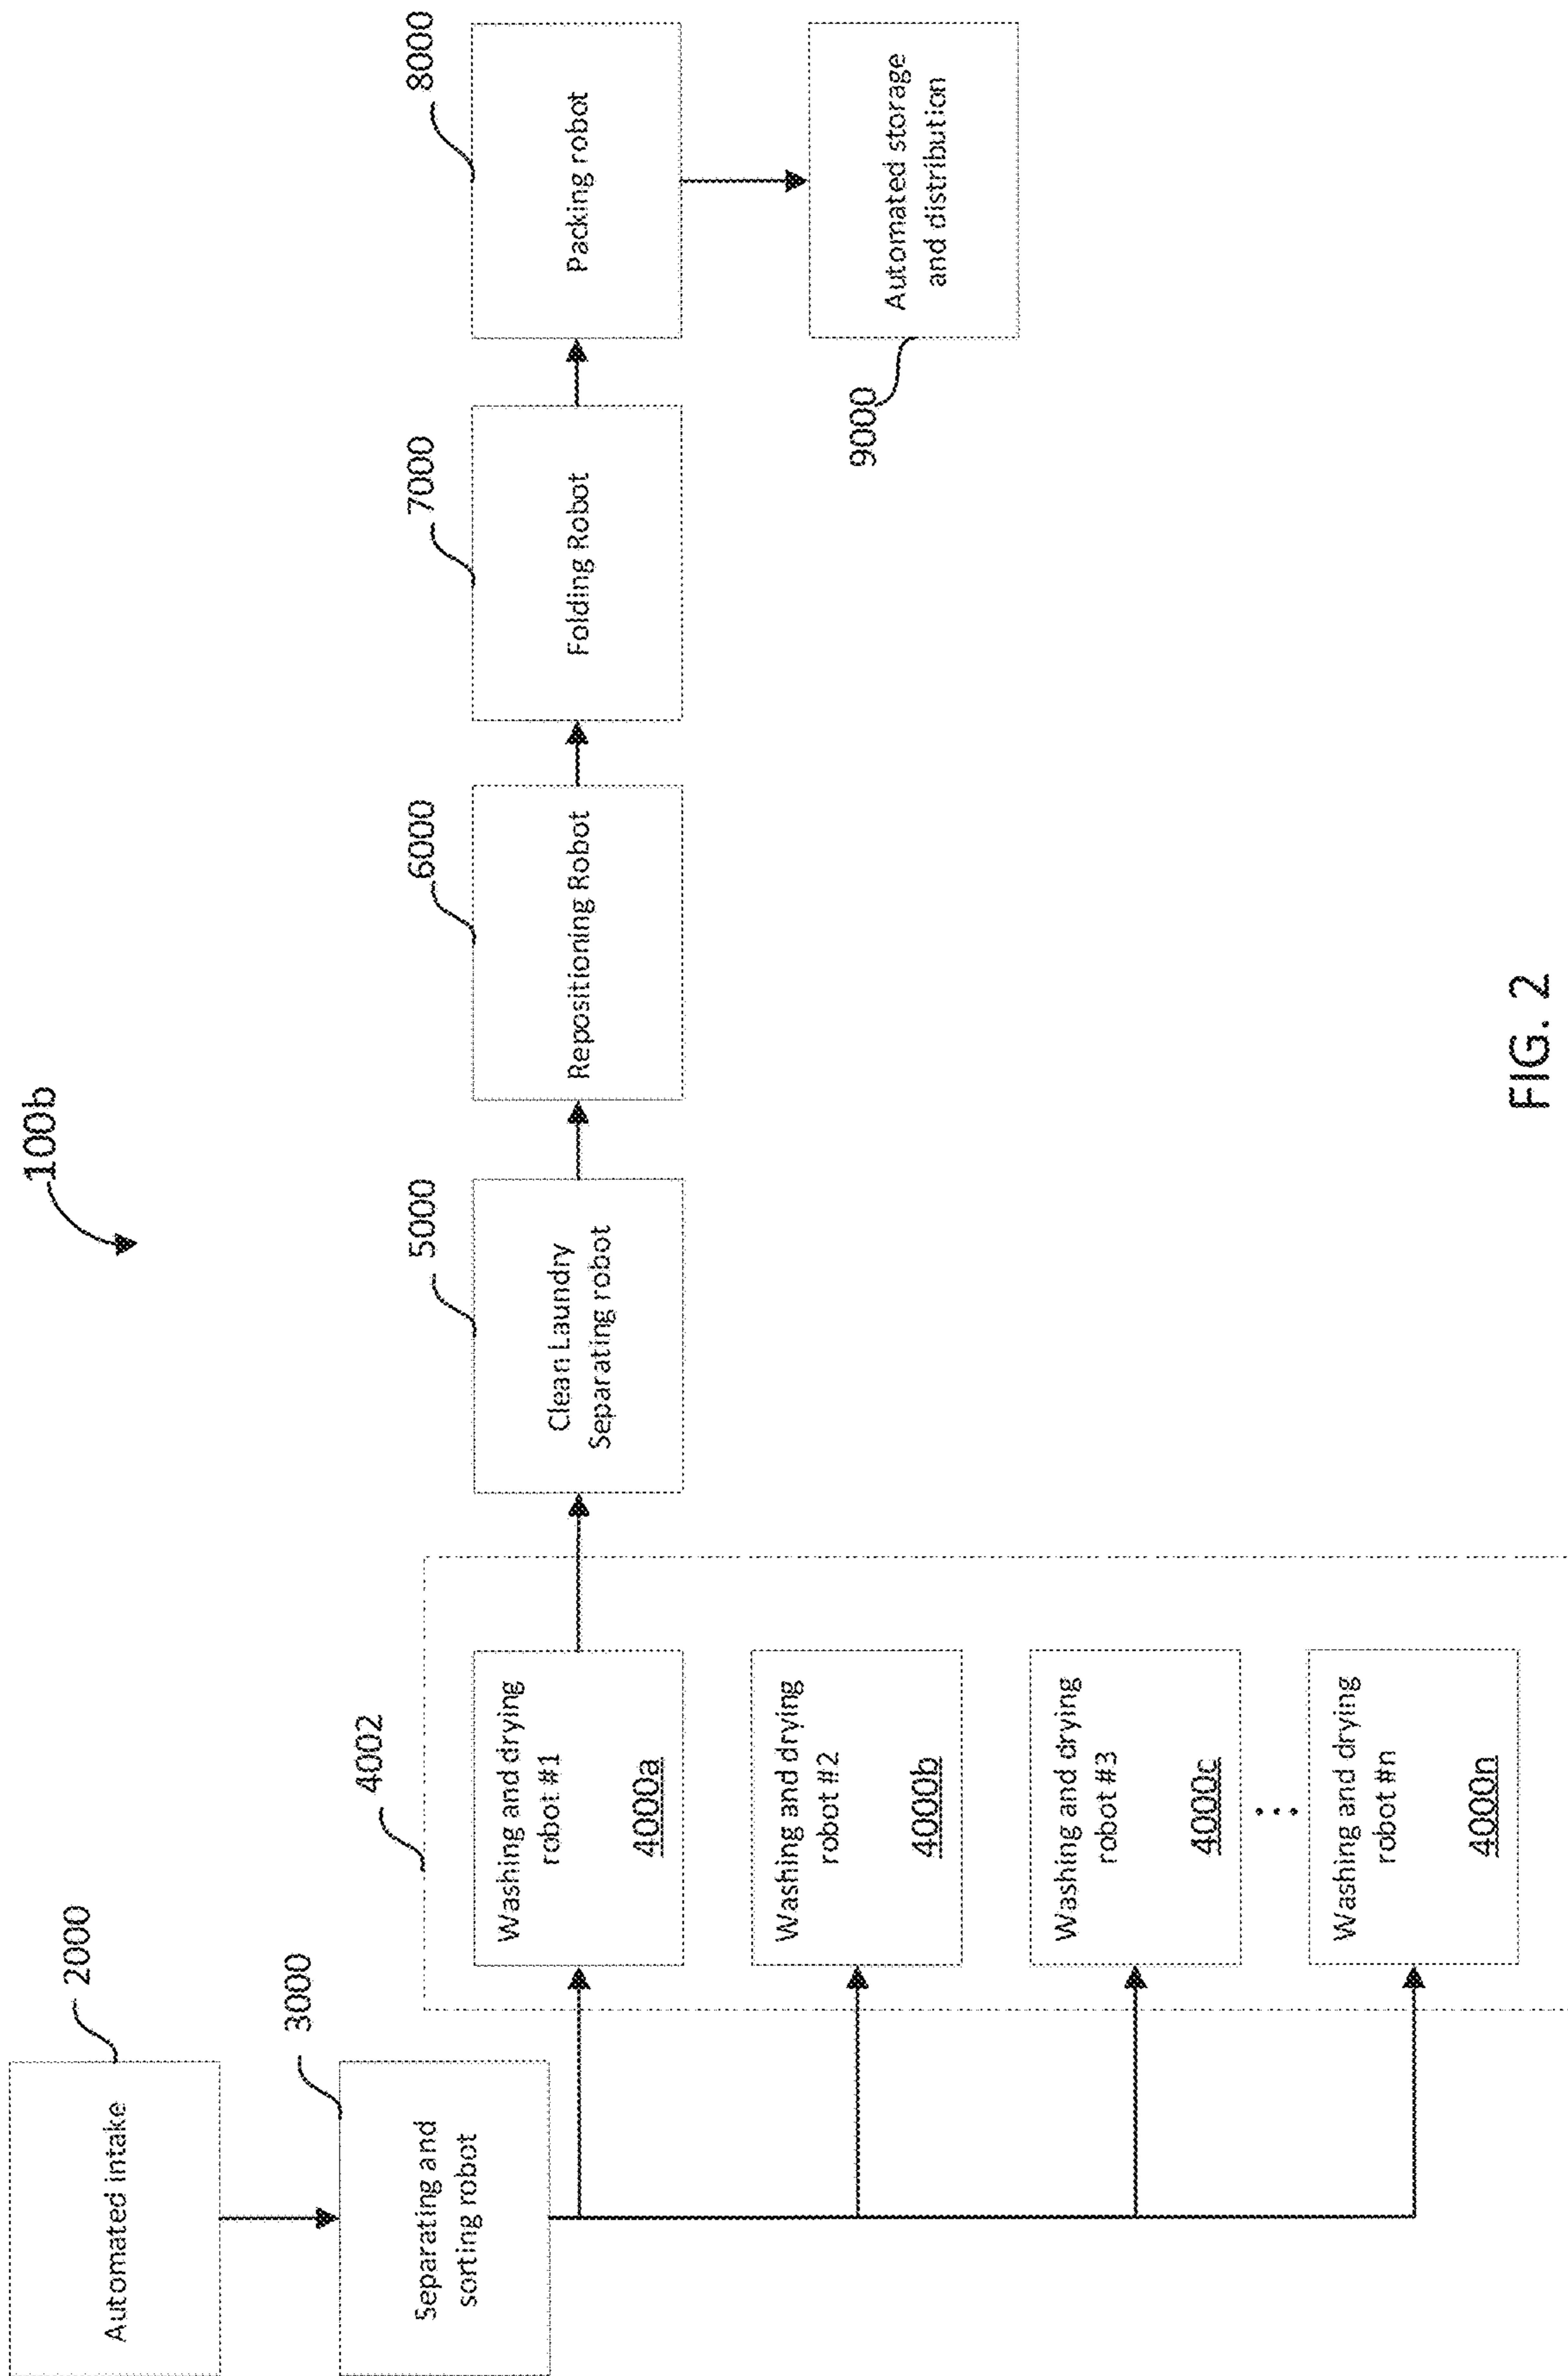 100b
2000
Automated intake
3000
Separating and
sorting robot
4002
Washing and drying
robot #1
4000a
Washing and drying
robot #2
4000b
Washing and drying
robot #3
4000c
Washing and drying
robot #n
4000n
5000
Clean Laundry
Separating robot
6000
Repositioning Robot
7000
Folding Robot
8000
Packing robot
9000
Automated storage
and distribution
FIG. 2